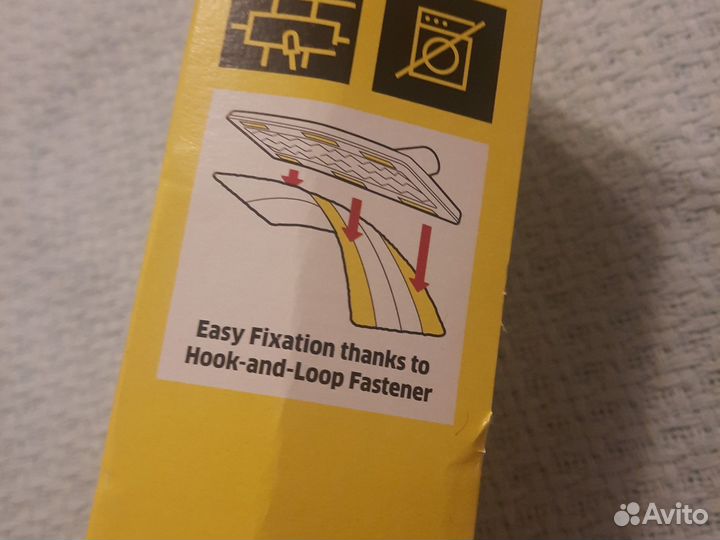 Easy Fixation thanks to
Hook-and-Loop Fastener
Avito